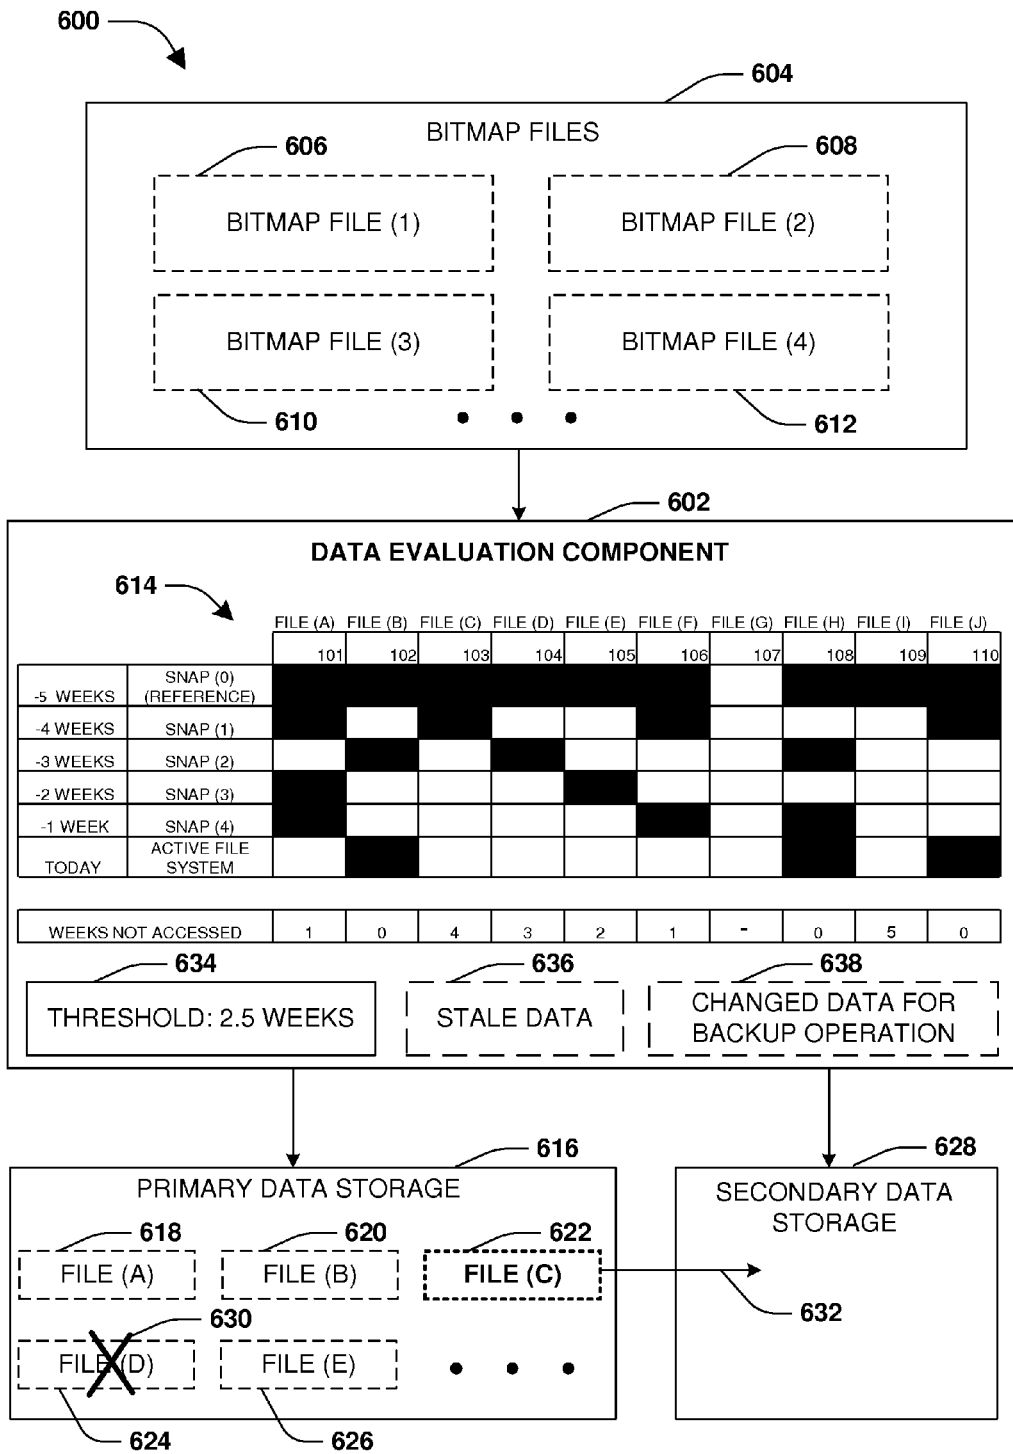 600
604
BITMAP FILES
606
608
BITMAP FILE (1)
BITMAP FILE (2)
BITMAP FILE (3)
BITMAP FILE (4)
610
612
602
DATA EVALUATION COMPONENT
614
FILE (A) FILE (B) FILE (C) FILE (D) FILE (E) FILE (F) FILE (G) FILE (H) FILE (I) FILE (J)
101 102 103 104 105 106 107 108 109 110
-5 WEEKS SNAP (0) (REFERENCE)
-4 WEEKS SNAP (1)
-3 WEEKS SNAP (2)
-2 WEEKS SNAP (3)
-1 WEEK SNAP (4)
TODAY ACTIVE FILE SYSTEM
WEEKS NOT ACCESSED 1 0 4 3 2 1 - 0 5 0
634
636
638
THRESHOLD: 2.5 WEEKS
STALE DATA
CHANGED DATA FOR
BACKUP OPERATION
616
628
PRIMARY DATA STORAGE
SECONDARY DATA
STORAGE
618
620
622
FILE (A)
FILE (B)
FILE (C)
632
630
FILE (D)
FILE (E)
624
626